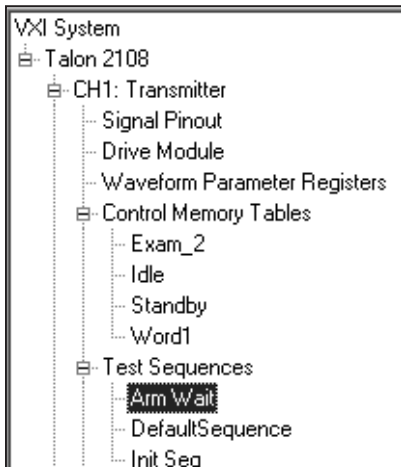 VXI System
Talon 2108
CH1: Transmitter
Signal Pinout
Drive Module
Waveform Parameter Registers
Control Memory Tables
Exam_2
Idle
Standby
Word1
Test Sequences
Arm Wait
DefaultSequence
Init Seq